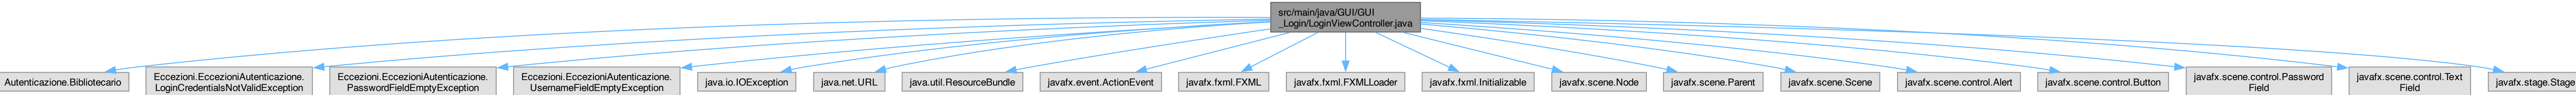 src/main/java/GUI/GUI
_Login/LoginViewController.java
Autenticazione.Bibliotecario
Eccezioni.EccezioniAutenticazione.
LoginCredentialsNotValidException
Eccezioni.EccezioniAutenticazione.
PasswordFieldEmptyException
Eccezioni.EccezioniAutenticazione.
UsernameFieldEmptyException
java.io.IOException
java.net.URL
java.util.ResourceBundle
javafx.event.ActionEvent
javafx.fxml.FXML
javafx.fxml.FXMLLoader
javafx.fxml.Initializable
javafx.scene.Node
javafx.scene.Parent
javafx.scene.Scene
javafx.scene.control.Alert
javafx.scene.control.Button
javafx.scene.control.Password
Field
javafx.scene.control.Text
Field
javafx.stage.Stage